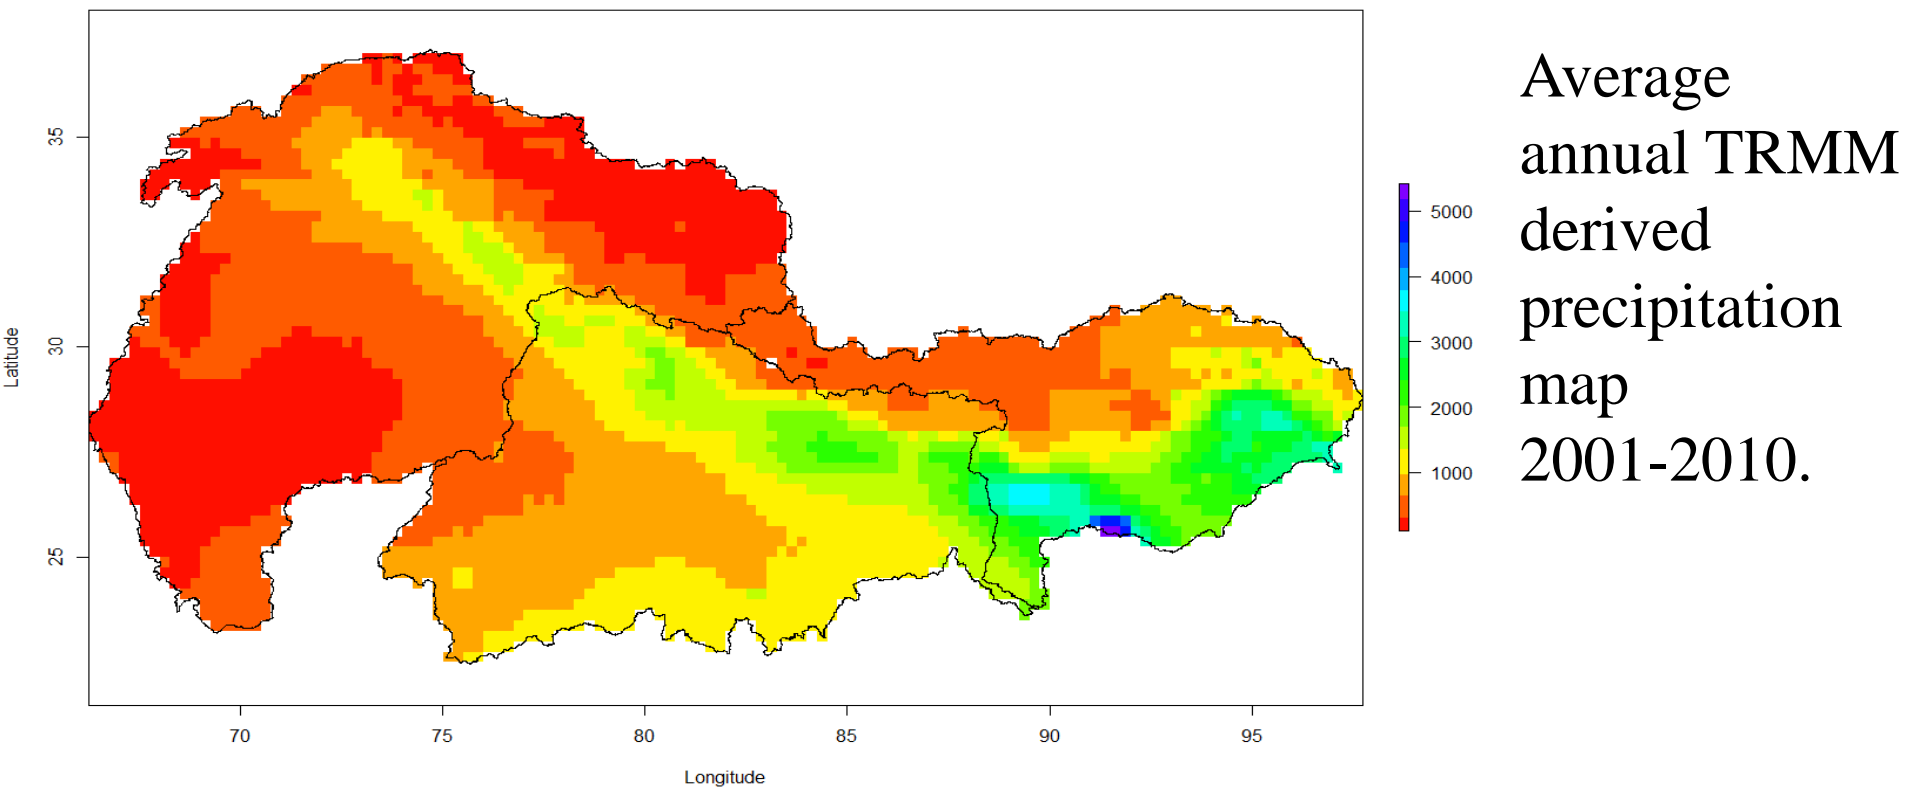 Average
annual TRMM
derived
precipitation
map
2001-2010.
Latitude
35
30
25
70
75
80
85
90
95
Longitude
5000
4000
3000
2000
1000